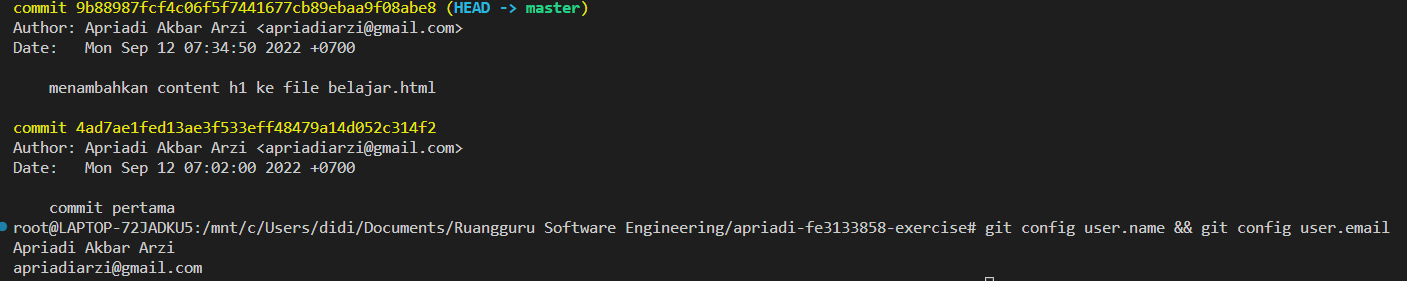 commit 9b88987fcf4c06f5f7441677cb89ebaa9f08abe8 (HEAD -> master)
Author: Apriadi Akbar Arzi <apriadiarzi@gmail.com>
Date:   Mon Sep 12 07:34:50 2022 +0700
menambahkan content h1 ke file belajar.html
commit 4ad7ae1fed13ae3f533eff48479a14d052c314f2
Author: Apriadi Akbar Arzi <apriadiarzi@gmail.com>
Date:   Mon Sep 12 07:02:00 2022 +0700
commit pertama
root@LAPTOP-72JADKU5:/mnt/c/Users/didi/Documents/Ruangguru Software Engineering/apriadi-fe3133858-exercise# git config user.name && git config user.email
Apriadi Akbar Arzi
apriadiarzi@gmail.com